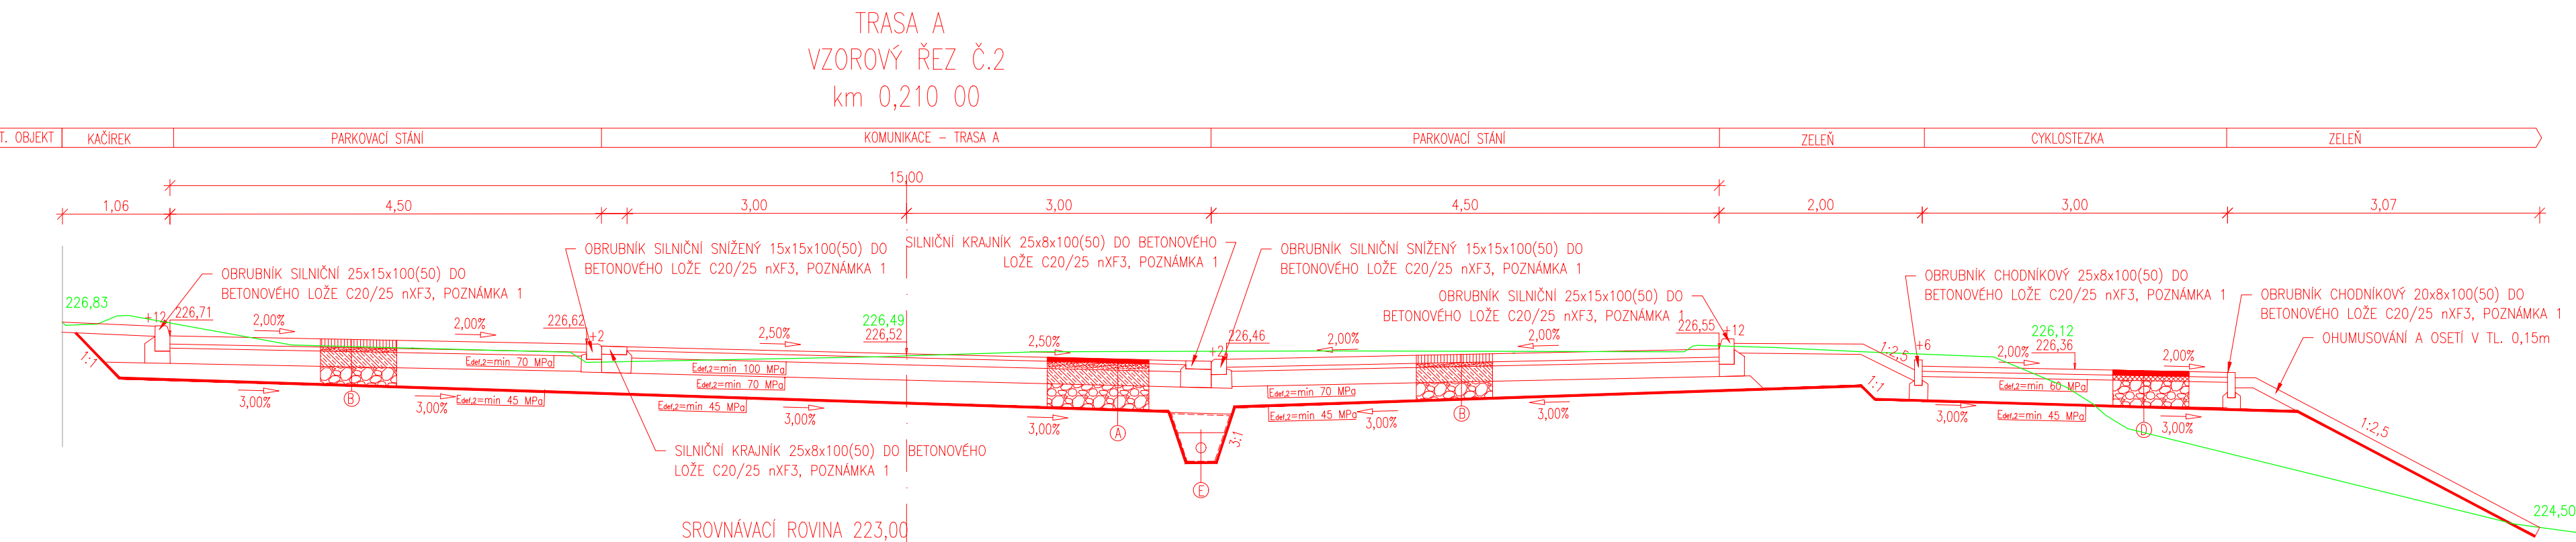 TRASA A
VZOROVÝ ŘEZ Č.2
km 0,210 00
T. OBJEKT
KAČÍREK
PARKOVACÍ STÁNÍ
KOMUNIKACE – TRASA A
PARKOVACÍ STÁNÍ
ZELEŇ
CYKLOSTEZKA
ZELEŇ
15,00
1,06
4,50
3,00
3,00
4,50
2,00
3,00
3,07
OBRUBNÍK SILNIČNÍ 25x15x100(50) DO
BETONOVÉHO LOŽE C20/25 nXF3, POZNÁMKA 1
OBRUBNÍK SILNIČNÍ SNÍŽENÝ 15x15x100(50) DO
BETONOVÉHO LOŽE C20/25 nXF3, POZNÁMKA 1
SILNIČNÍ KRAJNÍK 25x8x100(50) DO BETONOVÉHO
LOŽE C20/25 nXF3, POZNÁMKA 1
OBRUBNÍK SILNIČNÍ SNÍŽENÝ 15x15x100(50) DO
BETONOVÉHO LOŽE C20/25 nXF3, POZNÁMKA 1
OBRUBNÍK SILNIČNÍ 25x15x100(50) DO
BETONOVÉHO LOŽE C20/25 nXF3, POZNÁMKA 1
OBRUBNÍK CHODNÍKOVÝ 25x8x100(50) DO
BETONOVÉHO LOŽE C20/25 nXF3, POZNÁMKA 1
OBRUBNÍK CHODNÍKOVÝ 20x8x100(50) DO
BETONOVÉHO LOŽE C20/25 nXF3, POZNÁMKA 1
OHUMUSOVÁNÍ A OSETÍ V TL. 0,15m
226,83
+12
226,71
2,00%
2,00%
226,62
+2
2,50%
226,49
226,52
2,50%
226,46
+2
2,00%
2,00%
226,55
+12
1:2,5
+6
2,00%
226,12
226,36
2,00%
1:1
Edef,2=min 70 MPa
Edef,2=min 100 MPa
Edef,2=min 70 MPa
Edef,2=min 70 MPa
1:1
Edef,2=min 60 MPa
1:2,5
3,00%
B
3,00%
Edef,2=min 45 MPa
Edef,2=min 45 MPa
3,00%
3,00%
A
3:1
Edef,2=min 45 MPa
3,00%
B
3,00%
3,00%
Edef,2=min 45 MPa
D
3,00%
SILNIČNÍ KRAJNÍK 25x8x100(50) DO BETONOVÉHO
LOŽE C20/25 nXF3, POZNÁMKA 1
E
224,50
SROVNÁVACÍ ROVINA 223,00